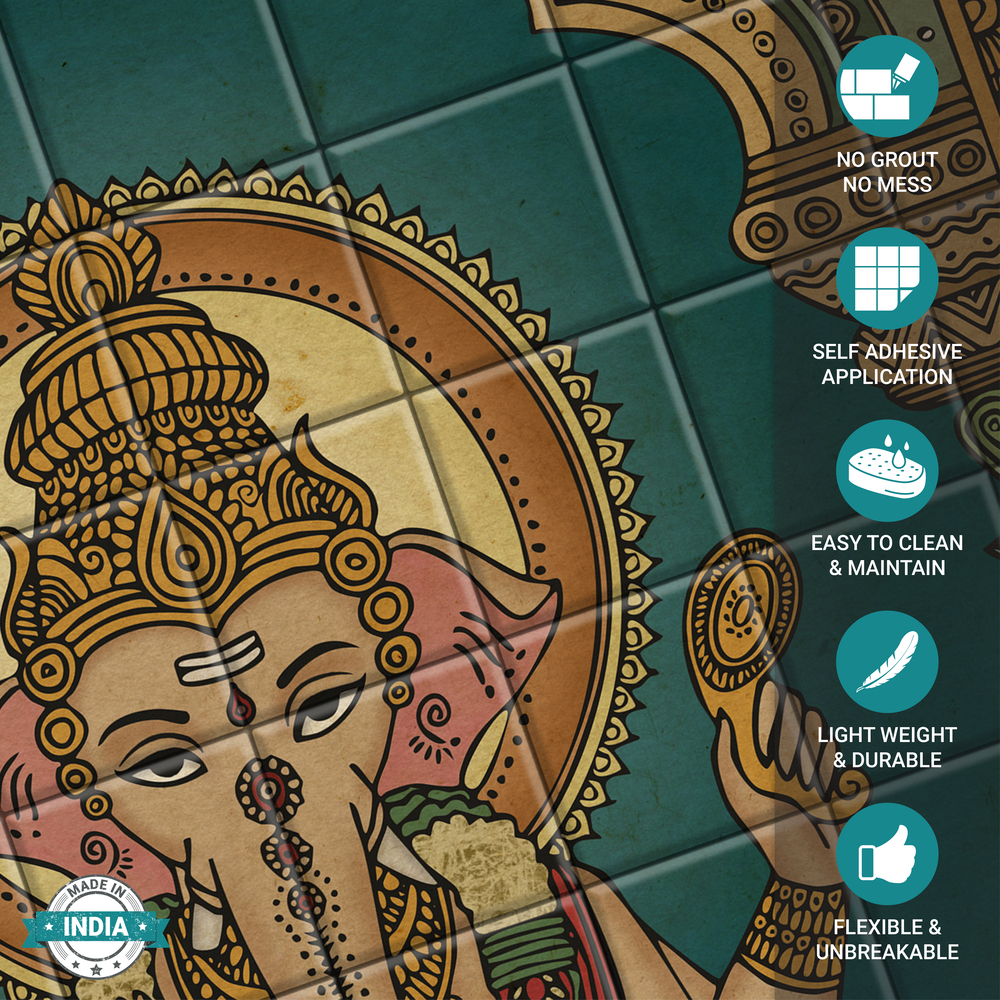 NO GROUT
NO MESS
SELF ADHESIVE
APPLICATION
EASY TO CLEAN
& MAINTAIN
LIGHT WEIGHT
& DURABLE
FLEXIBLE &
UNBREAKABLE
MADE IN
INDIA